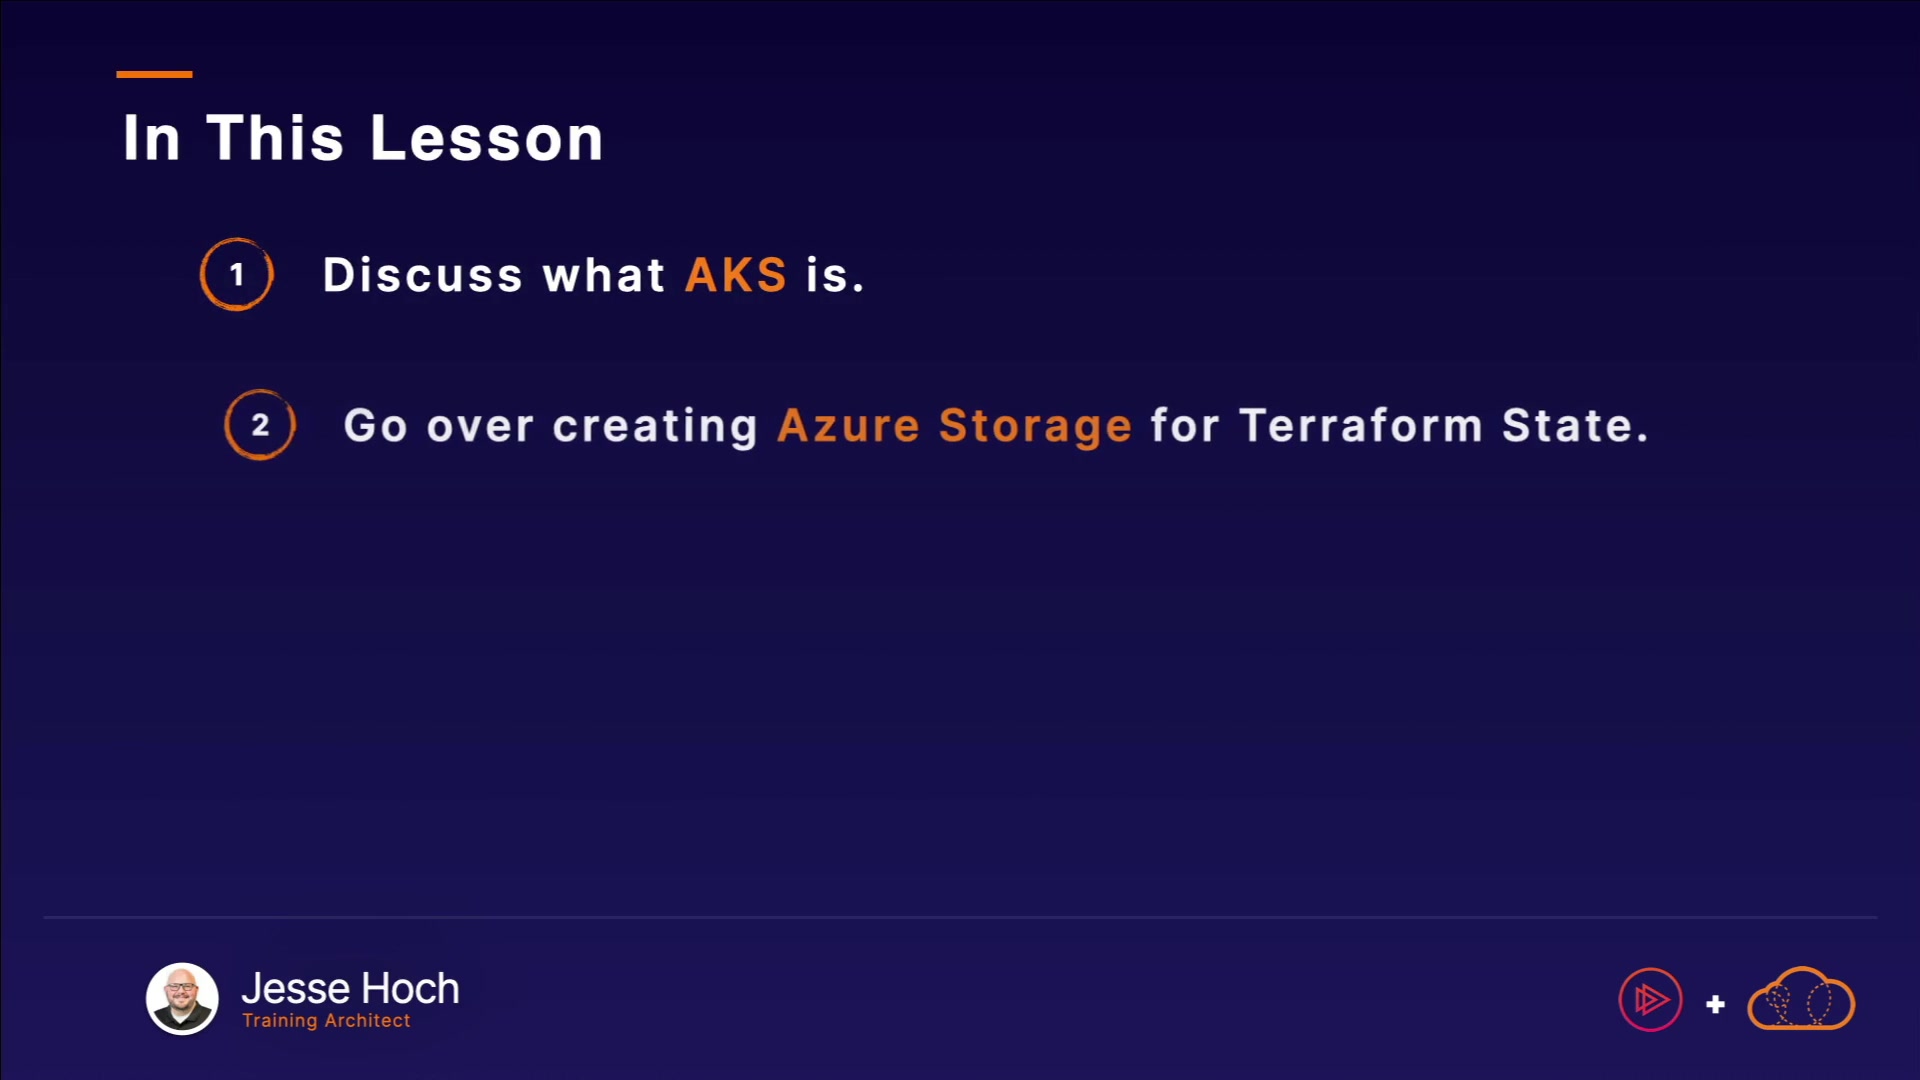 In This Lesson
1 Discuss what AKS is.
2 Go over creating Azure Storage for Terraform State.
Jesse Hoch
Training Architect
+